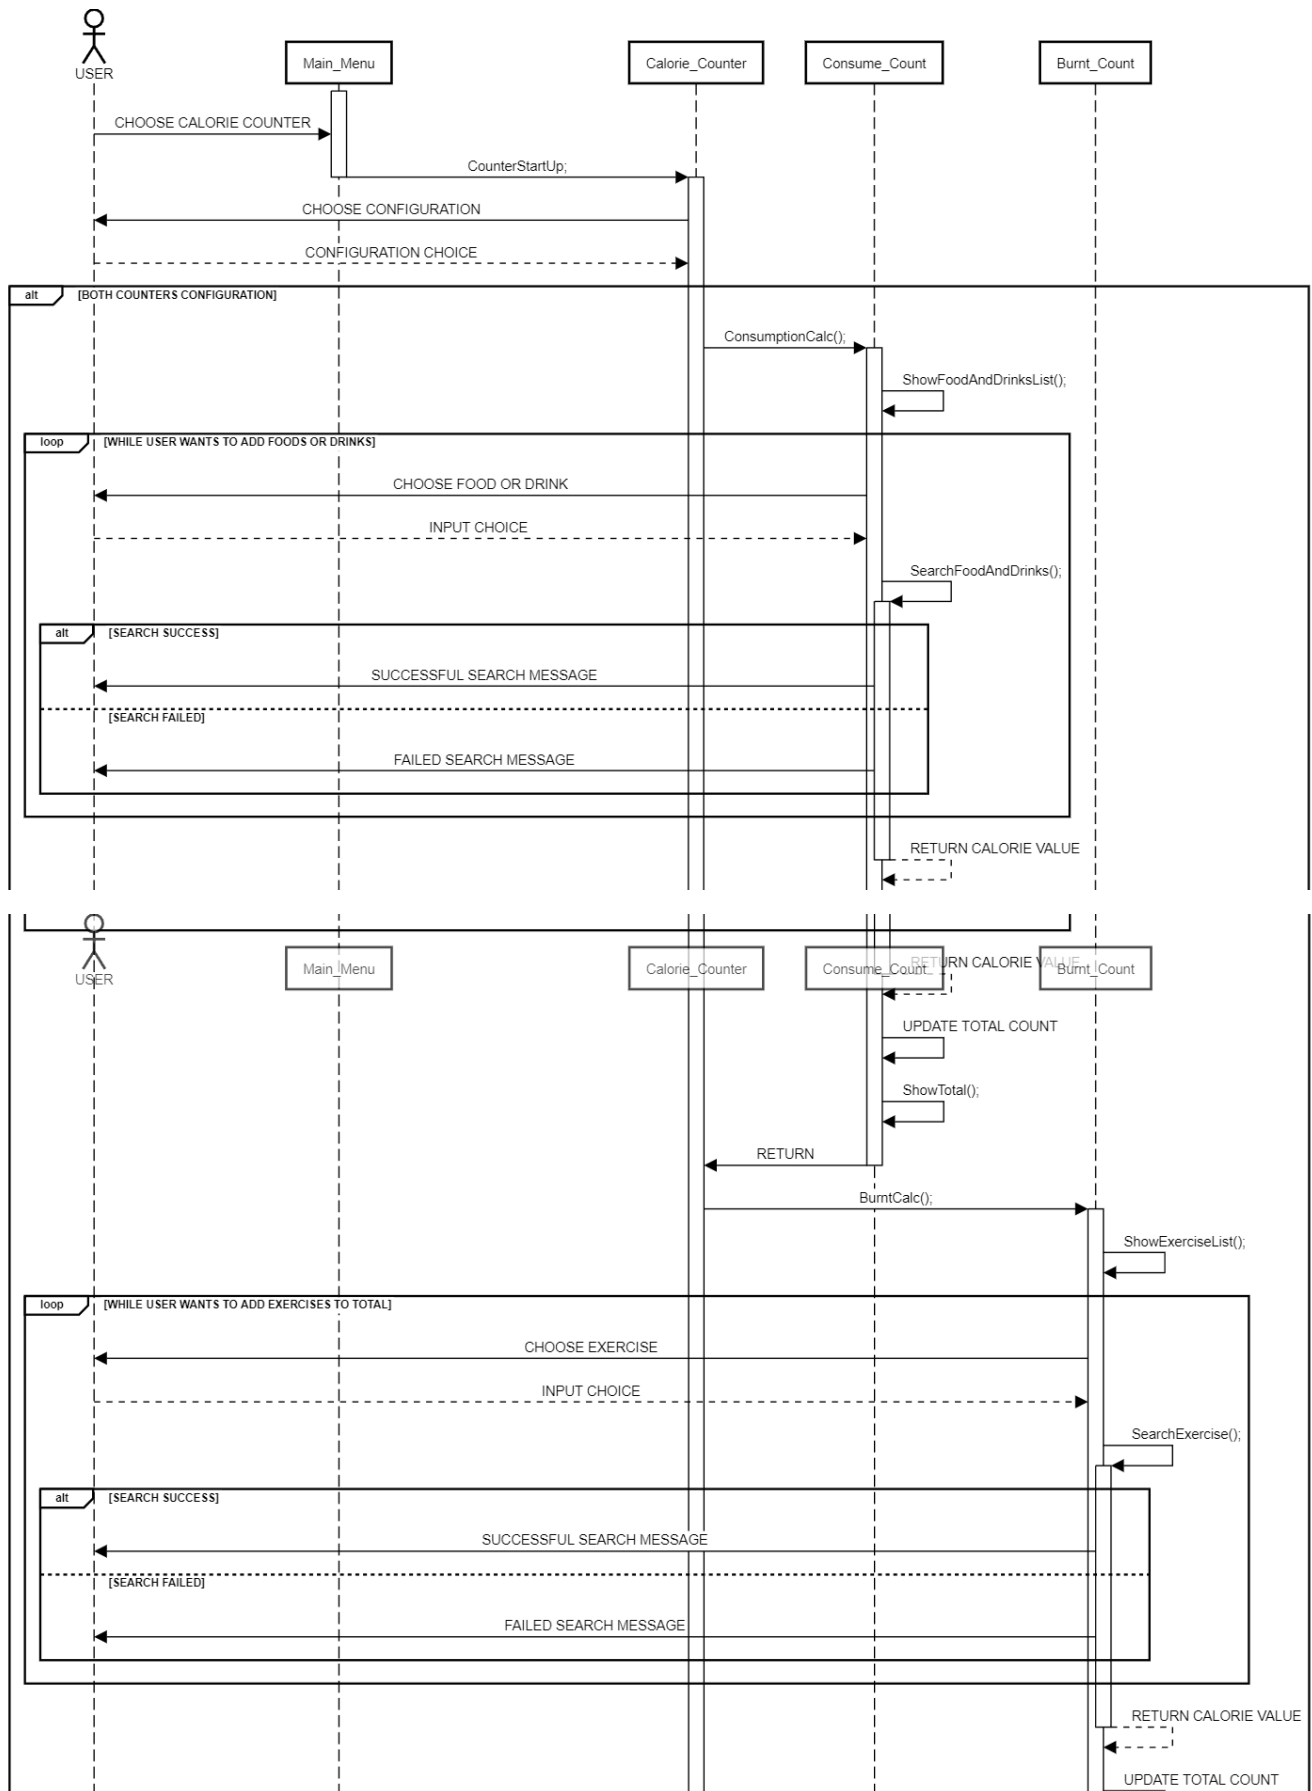 USER
Main_Menu
Calorie_Counter
Consume_Count
Burnt_Count
CHOOSE CALORIE COUNTER
CounterStartUp;
CHOOSE CONFIGURATION
CONFIGURATION CHOICE
alt [BOTH COUNTERS CONFIGURATION]
ConsumptionCalc();
ShowFoodAndDrinksList();
loop [WHILE USER WANTS TO ADD FOODS OR DRINKS]
CHOOSE FOOD OR DRINK
INPUT CHOICE
SearchFoodAndDrinks();
alt [SEARCH SUCCESS]
SUCCESSFUL SEARCH MESSAGE
[SEARCH FAILED]
FAILED SEARCH MESSAGE
RETURN CALORIE VALUE
USER
Main_Menu
Calorie_Counter
Consume_Count
RETURN CALORIE VALUE
Burnt_Count
UPDATE TOTAL COUNT
ShowTotal();
RETURN
BurntCalc();
ShowExerciseList();
loop [WHILE USER WANTS TO ADD EXERCISES TO TOTAL]
CHOOSE EXERCISE
INPUT CHOICE
SearchExercise();
alt [SEARCH SUCCESS]
SUCCESSFUL SEARCH MESSAGE
[SEARCH FAILED]
FAILED SEARCH MESSAGE
RETURN CALORIE VALUE
UPDATE TOTAL COUNT